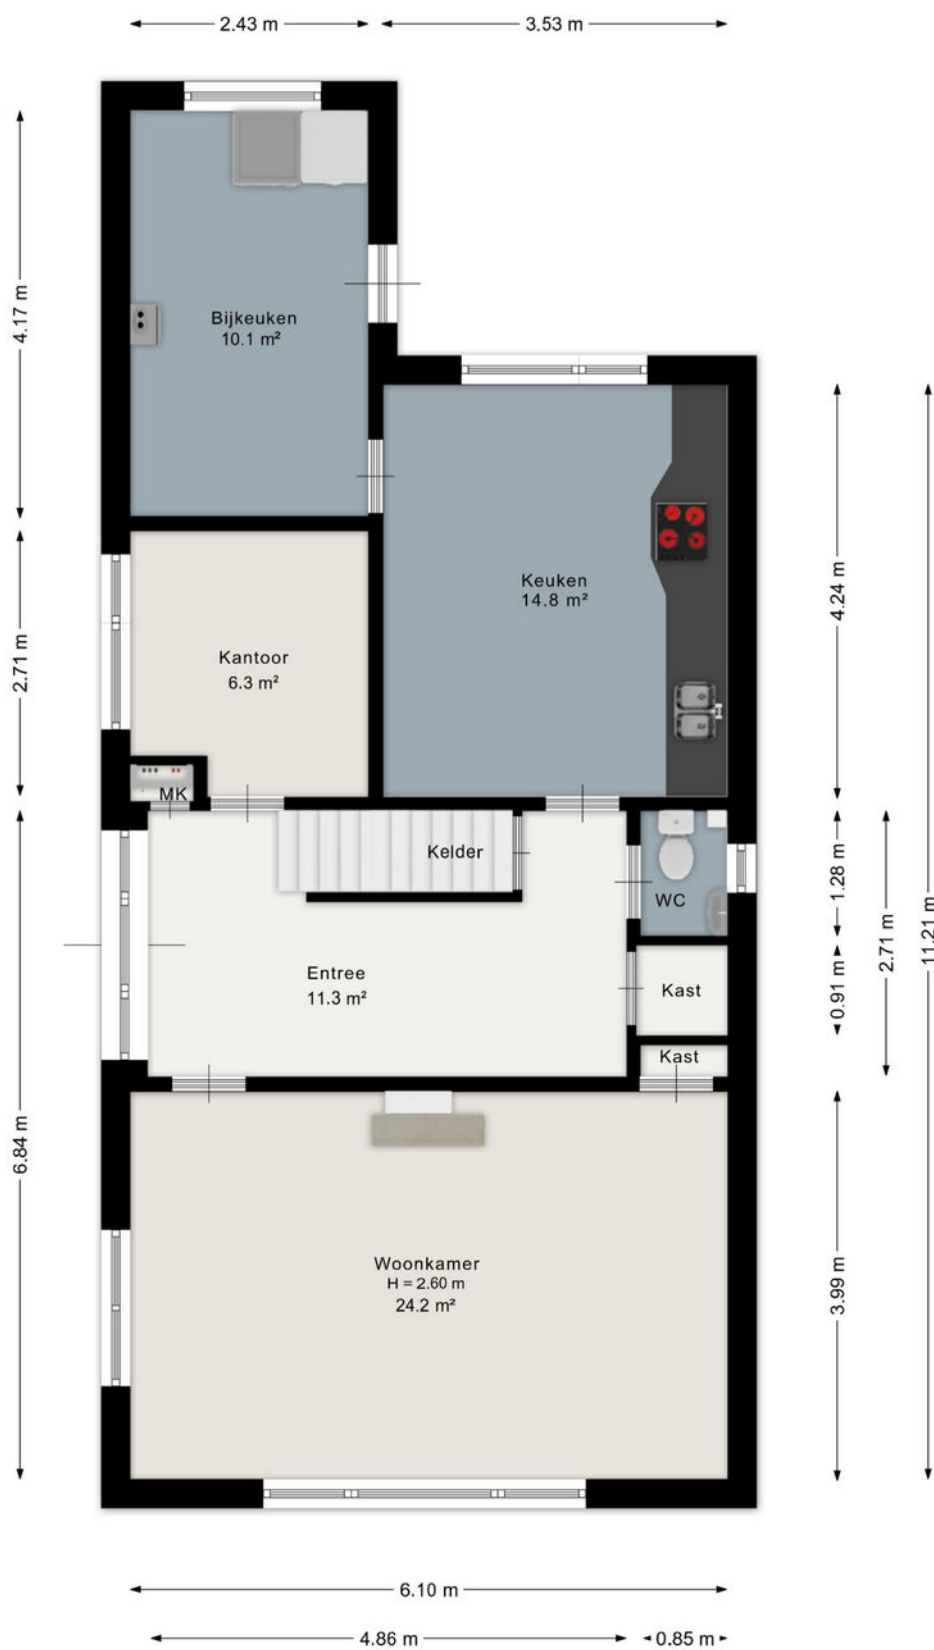 2.43 m
3.53 m
4.17 m
Bijkeuken
10.1 m²
Keuken
14.8 m²
4.24 m
2.71 m
Kantoor
6.3 m²
MK
Kelder
WC
1.28 m
2.71 m
11.21 m
Entree
11.3 m²
Kast
0.91 m
Kast
6.84 m
Woonkamer
H = 2.60 m
24.2 m²
3.99 m
6.10 m
4.86 m
0.85 m